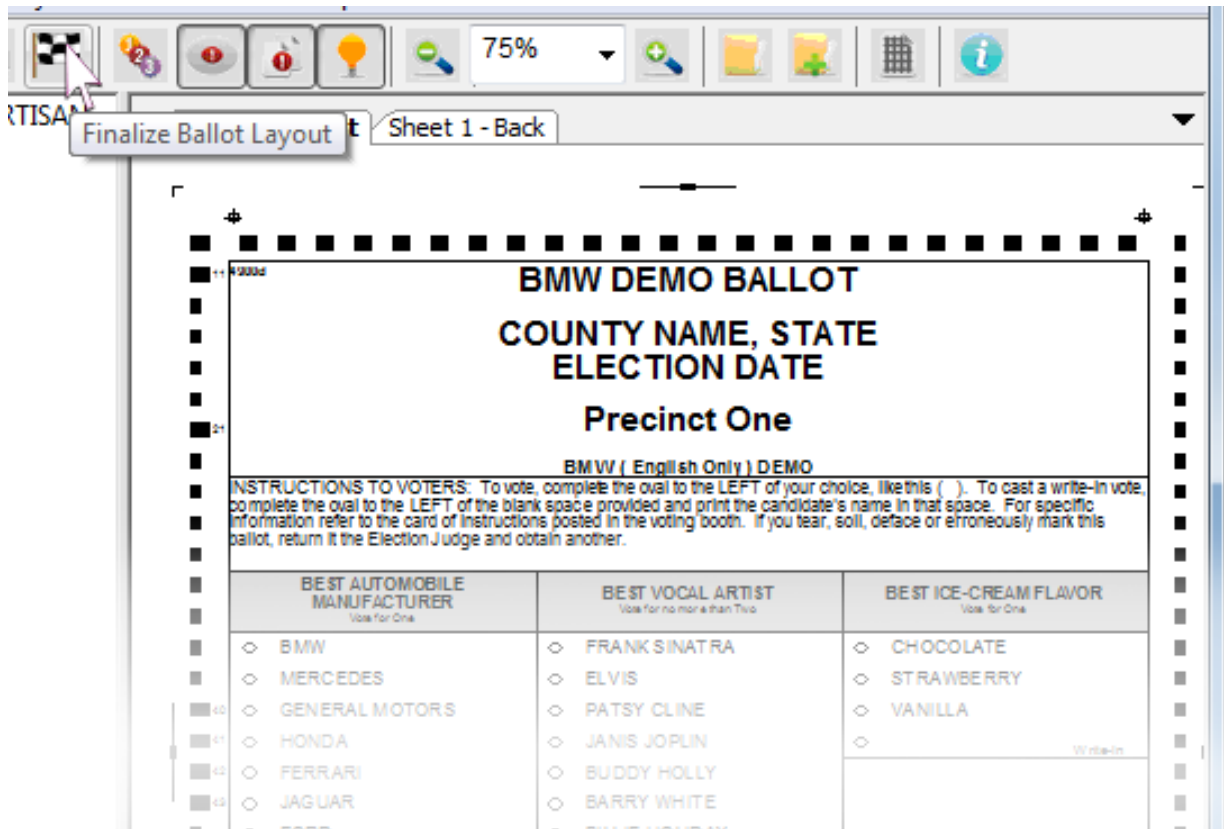 75%
RTISAN
Finalize Ballot Layout
t
Sheet 1 - Back
11
BMW DEMO BALLOT
COUNTY NAME, STATE
ELECTION DATE
Precinct One
21
BMW ( English Only ) DEMO
INSTRUCTIONS TO VOTERS: To vote, complete the oval to the LEFT of your choice, like this ( ). To cast a write-in vote,
complete the oval to the LEFT of the blank space provided and print the candidate's name in that space. For specific
information refer to the card of instructions posted in the voting booth. If you tear, soil, deface or erroneously mark this
ballot, return it the Election Judge and obtain another.
BEST AUTOMOBILE
MANUFACTURER
Vote for One
BEST VOCAL ARTIST
Vote for no more than Two
BEST ICE-CREAM FLAVOR
Vote for One
BMW
FRANK SINATRA
CHOCOLATE
MERCEDES
ELVIS
STRAWBERRY
40
GENERAL MOTORS
PATSY CLINE
VANILLA
41
HONDA
JANIS JOPLIN
Write-in
42
FERRARI
BUDDY HOLLY
JAGUAR
BARRY WHITE